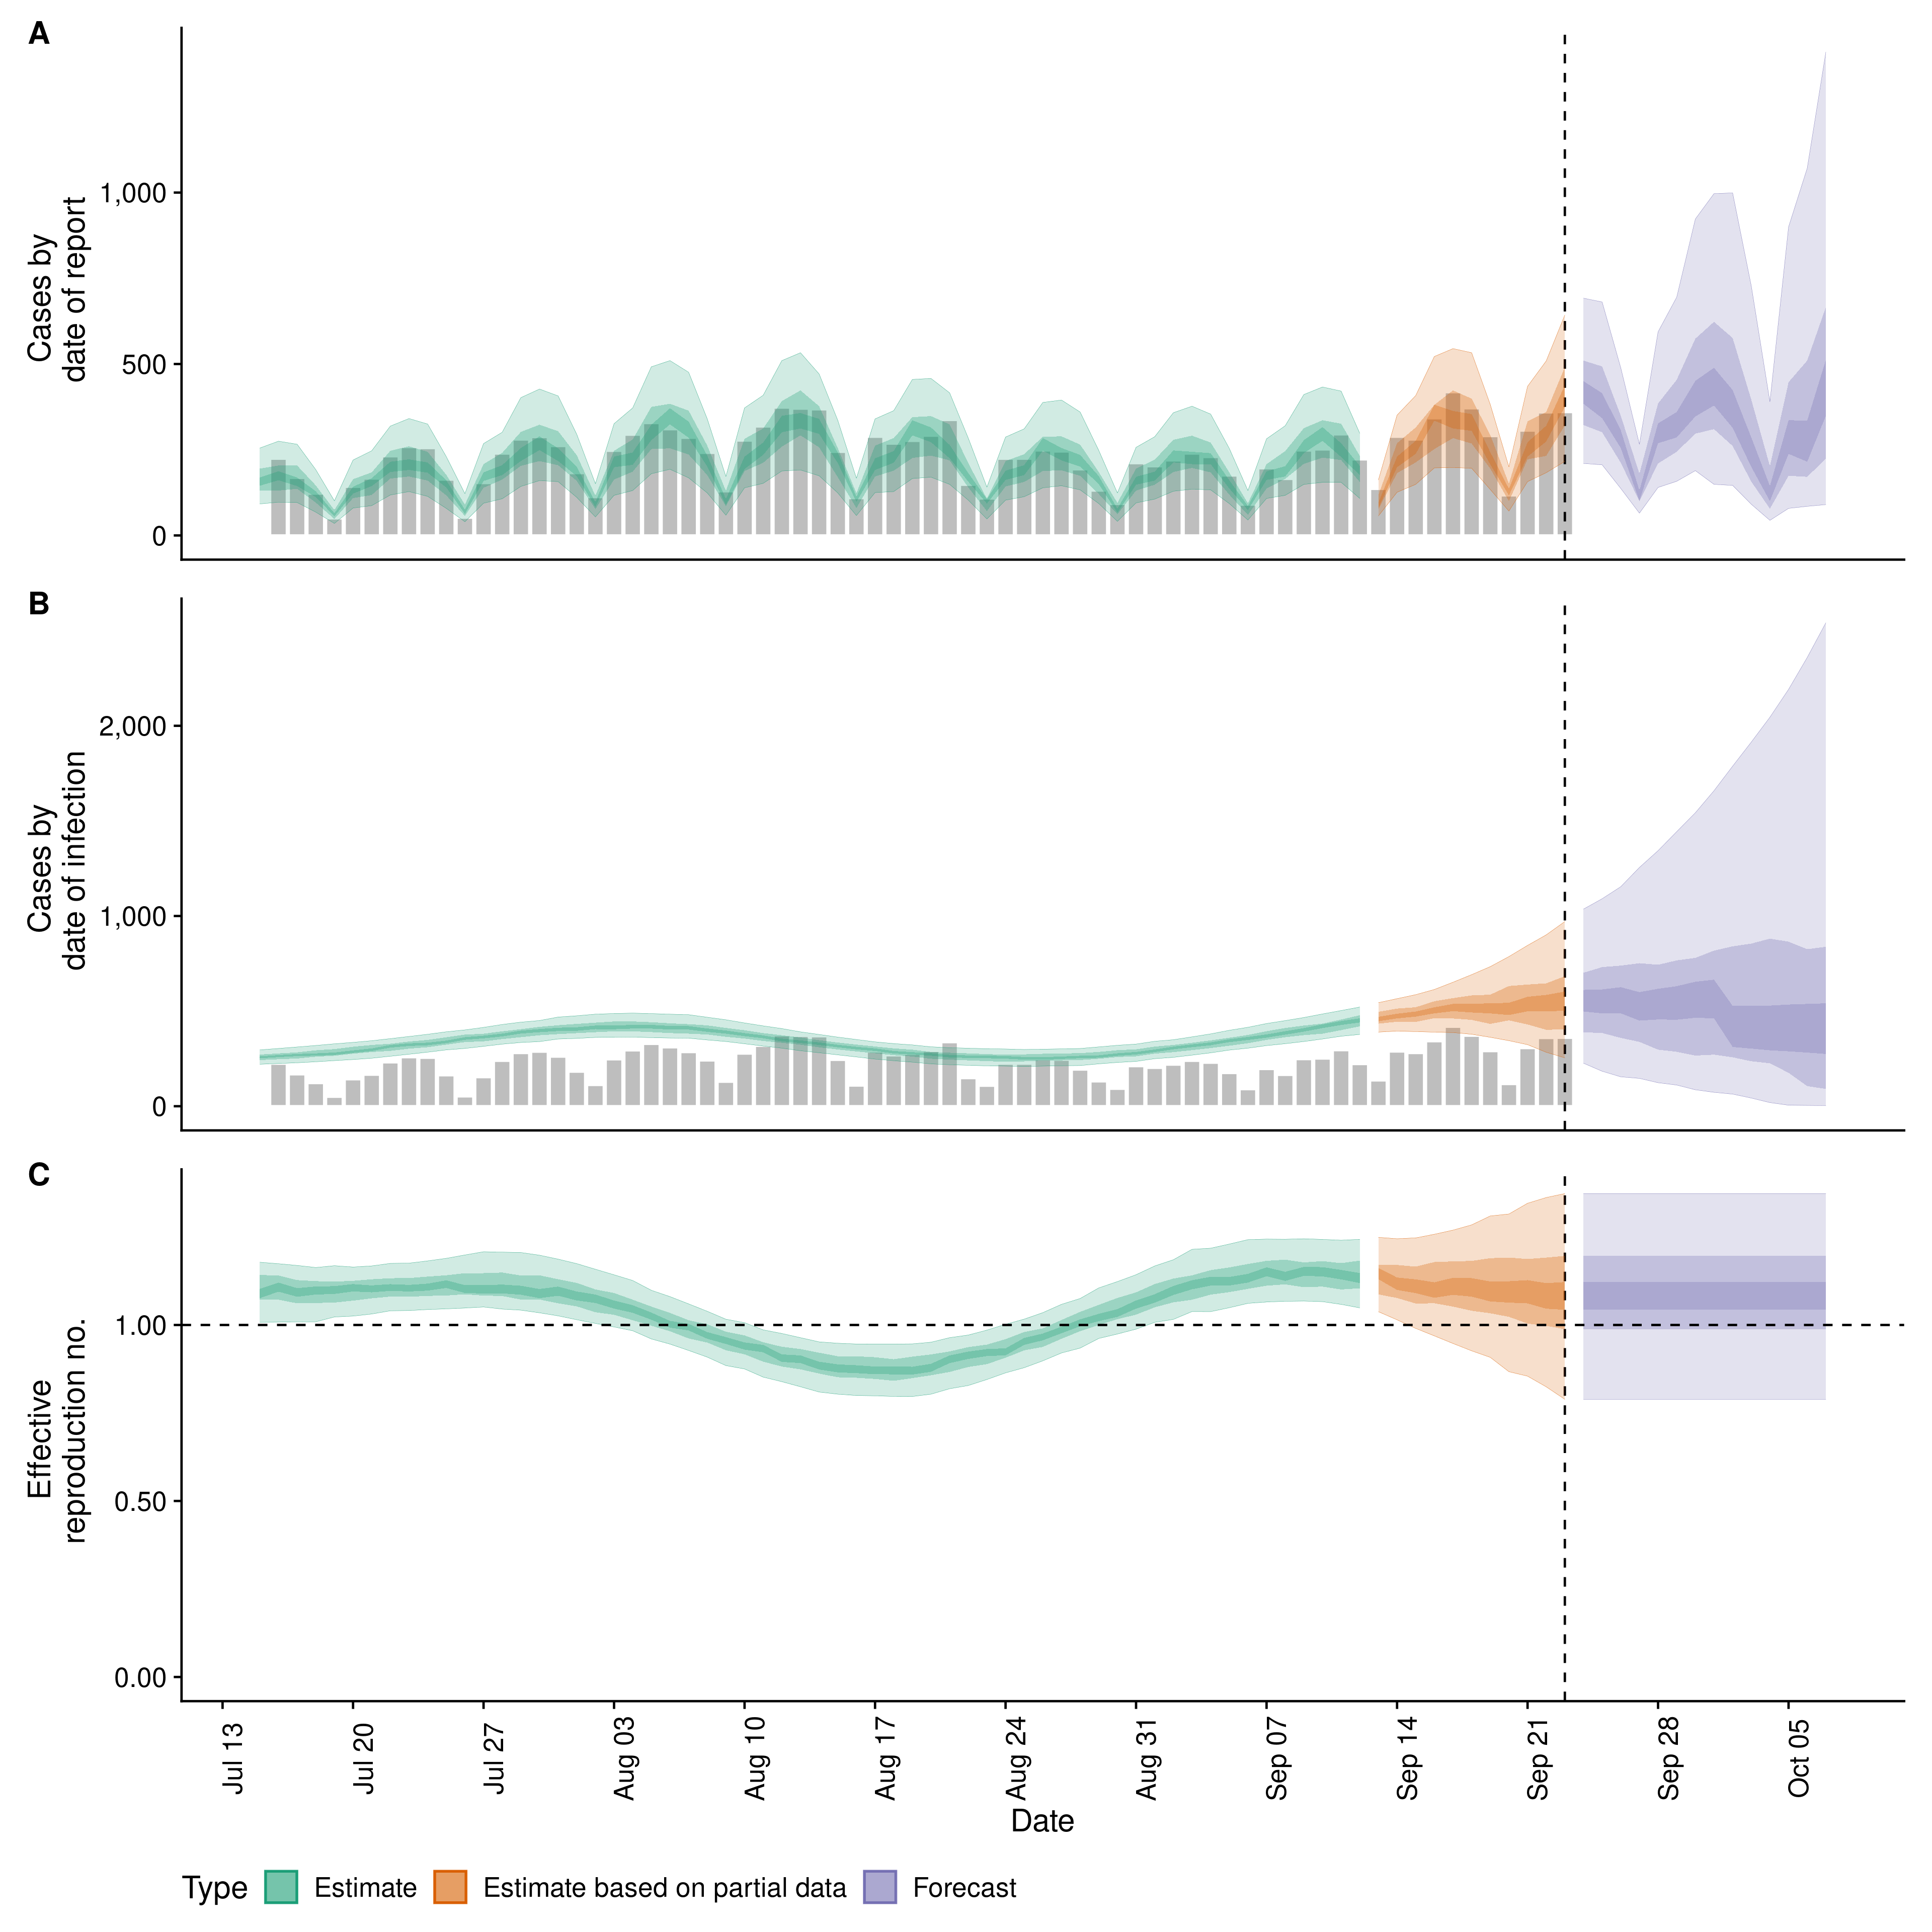 A
Cases by
date of report
1,000
500
0
B
Cases by
date of infection
2,000
1,000
0
C
Effective
reproduction no.
1.00
0.50
0.00
Jul 13
Jul 20
Jul 27
Aug 03
Aug 10
Aug 17
Aug 24
Aug 31
Sep 07
Sep 14
Sep 21
Sep 28
Oct 05
Date
Type Estimate Estimate based on partial data Forecast